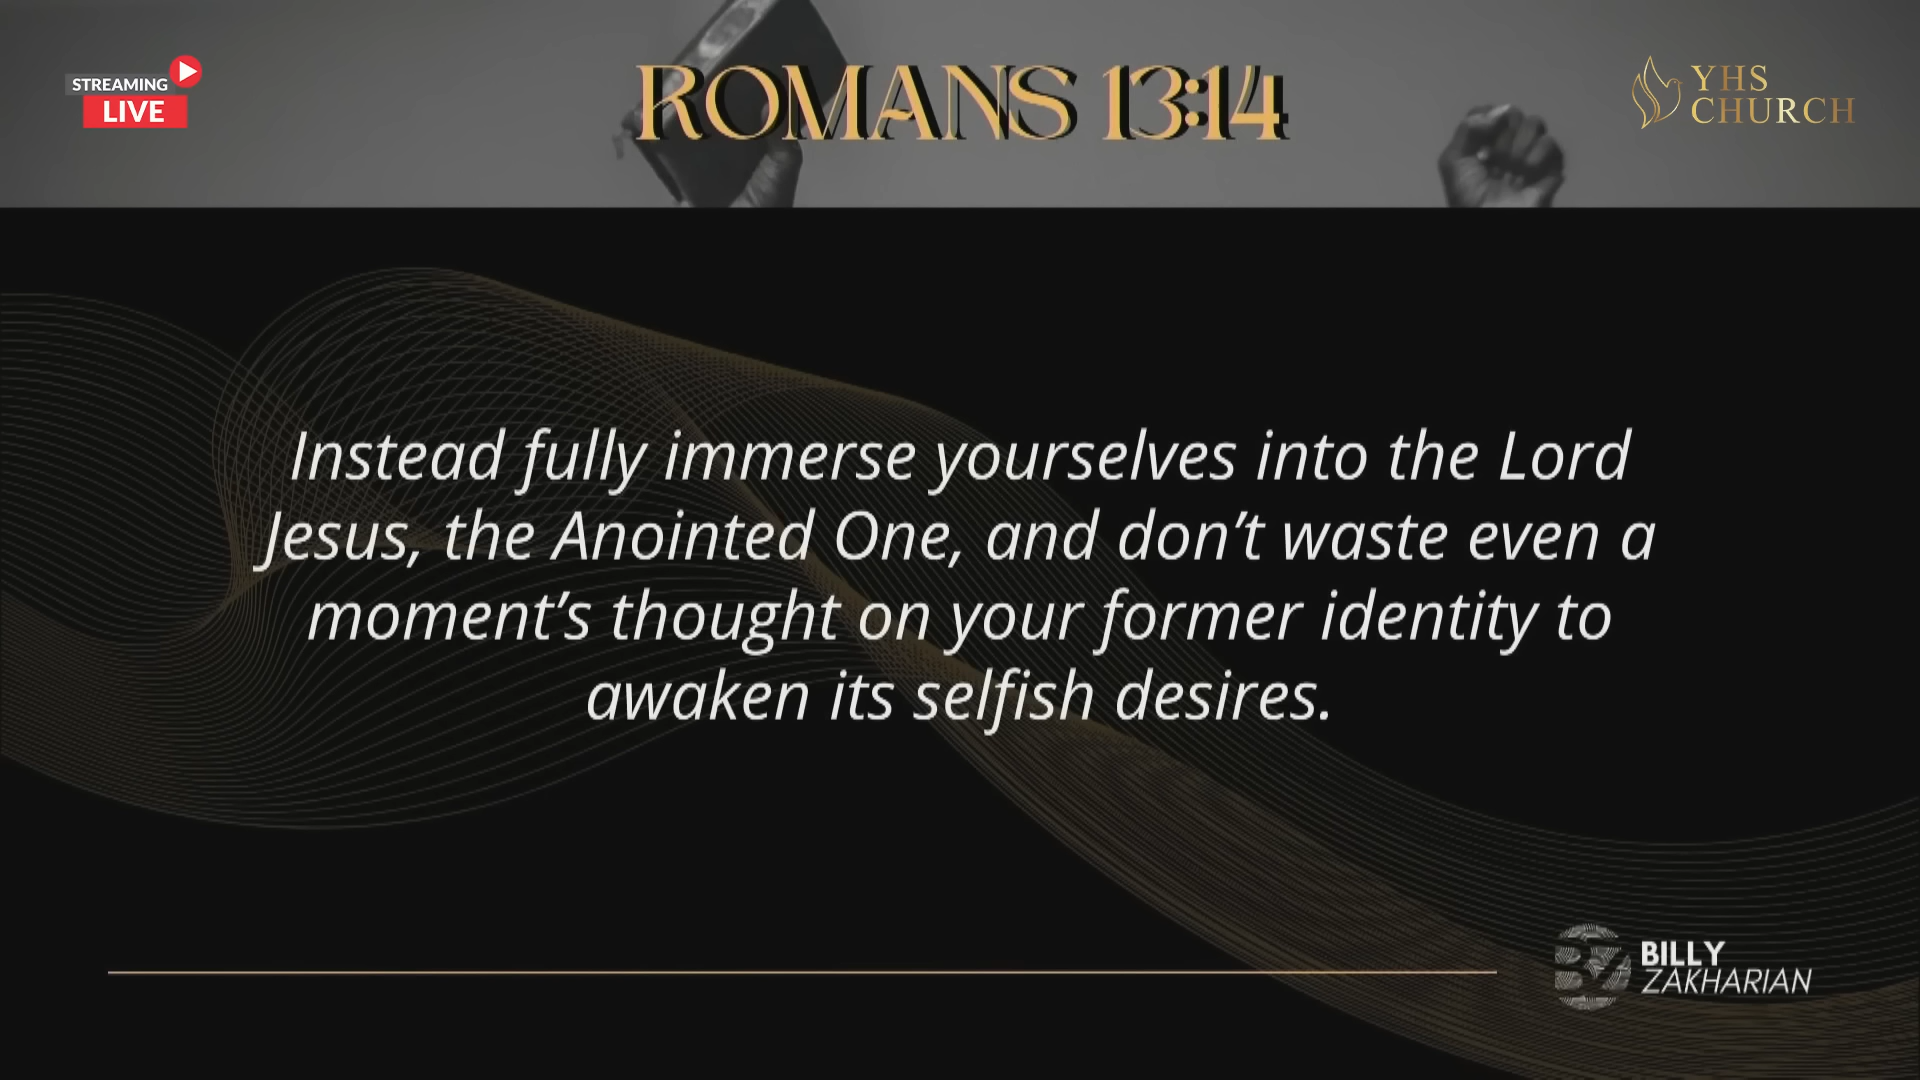 STREAMING
LIVE
ROMANS 13:14
YHS
CHURCH
Instead fully immerse yourselves into the Lord
Jesus, the Anointed One, and don’t waste even a
moment’s thought on your former identity to
awaken its selfish desires.
BZ
BILLY
ZAKHARIAN